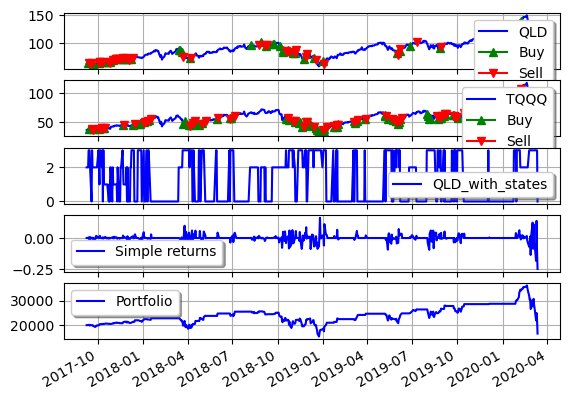 150
100
QLD
Buy
Sell
100
50
TQQQ
Buy
Sell
2
0
QLD_with_states
0.00
−0.25
Simple returns
30000
20000
Portfolio
2017-10 2018-01 2018-04 2018-07 2018-10 2019-01 2019-04 2019-07 2019-10 2020-01 2020-04